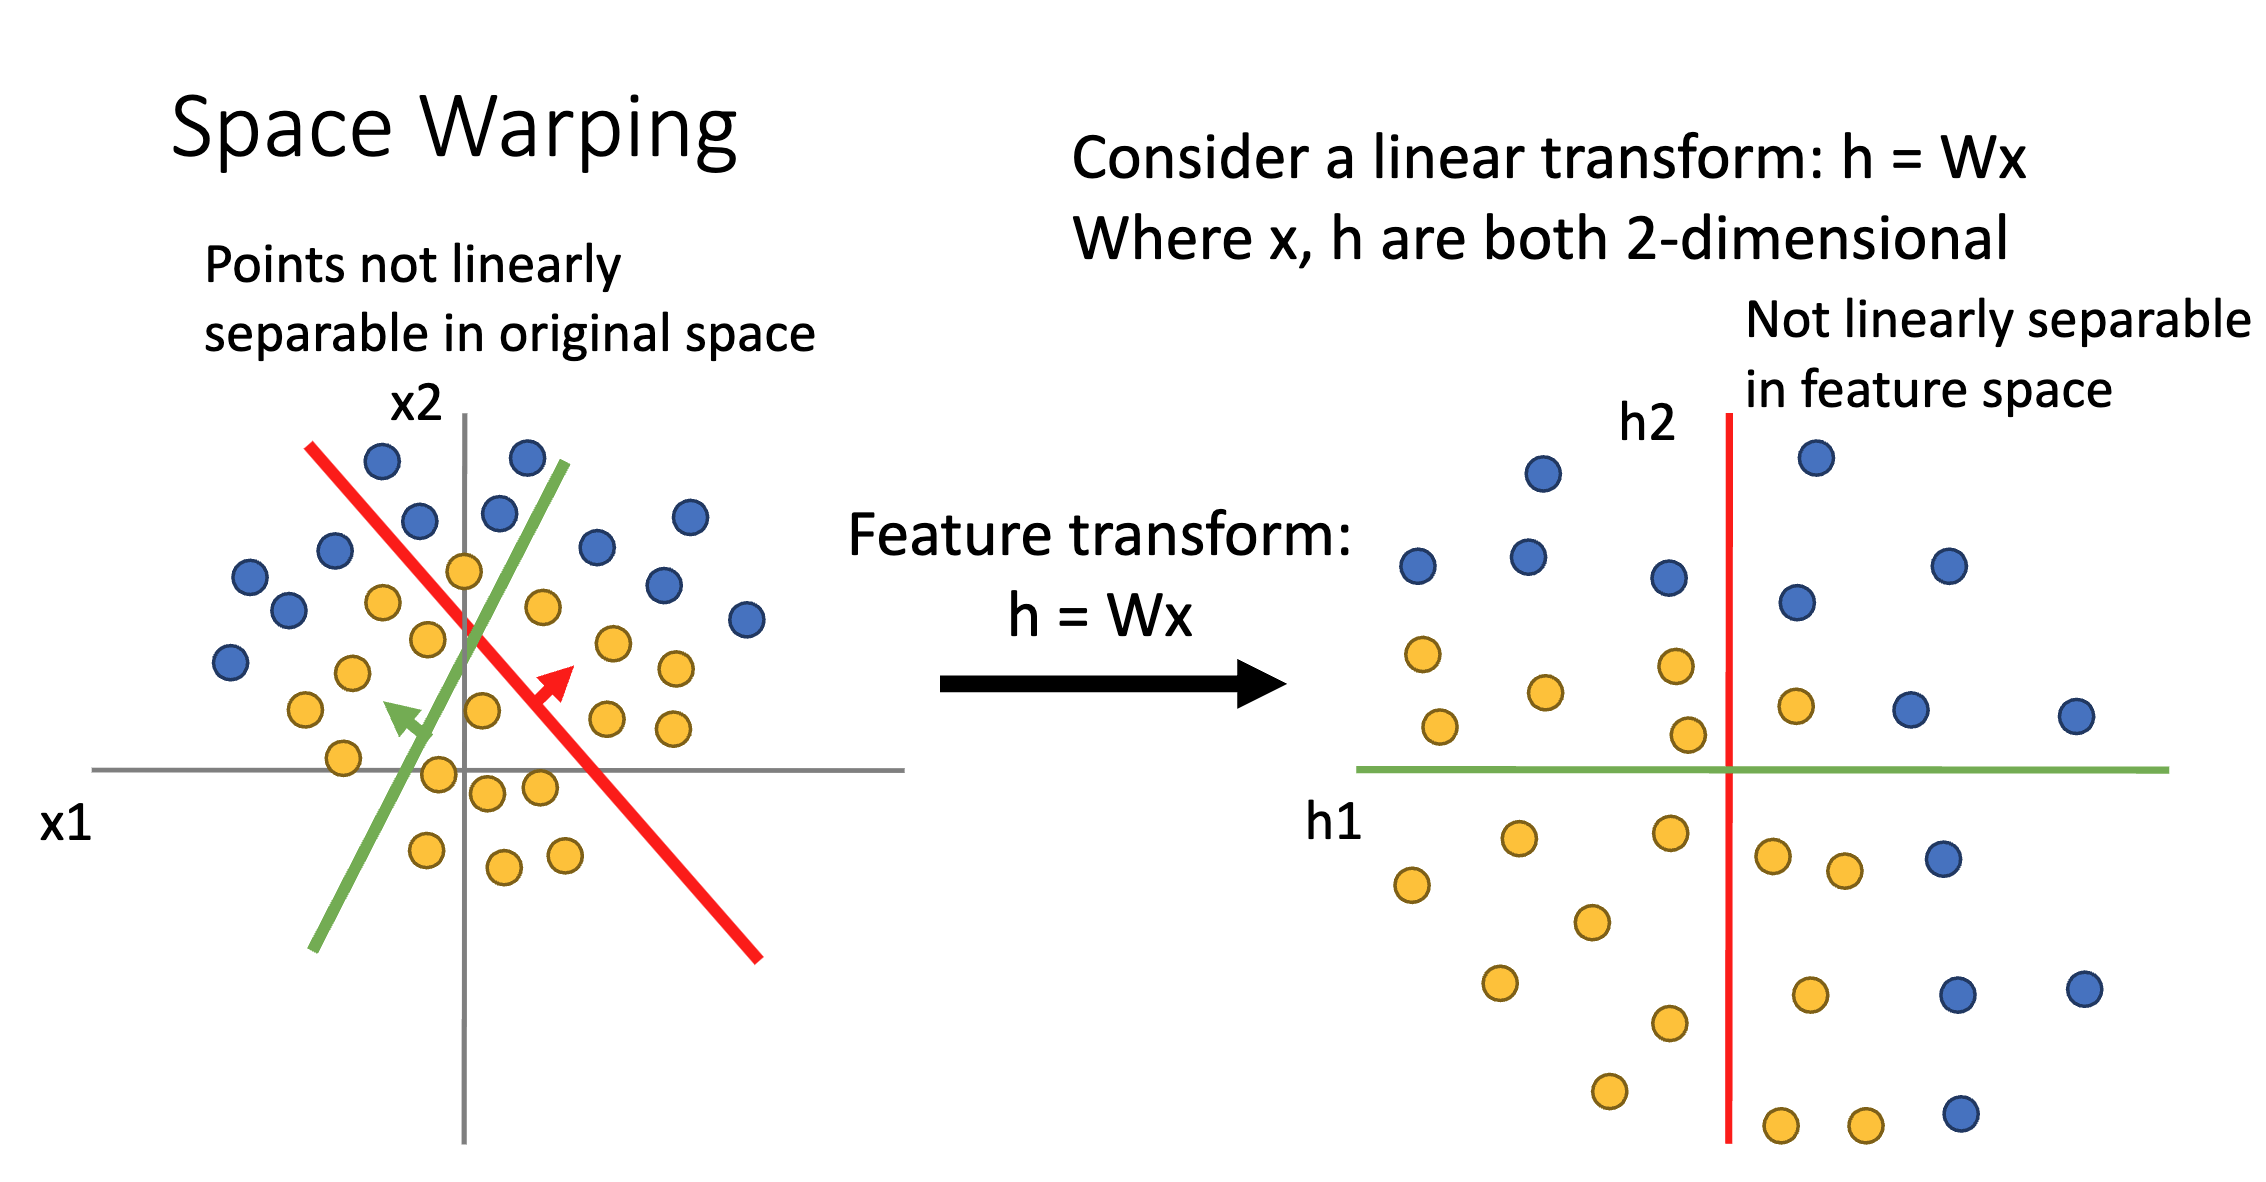 Space Warping
Consider a linear transform: h = Wx
Where x, h are both 2-dimensional
Points not linearly
separable in original space
x2
x1
Feature transform:
h = Wx
Not linearly separable
in feature space
h2
h1